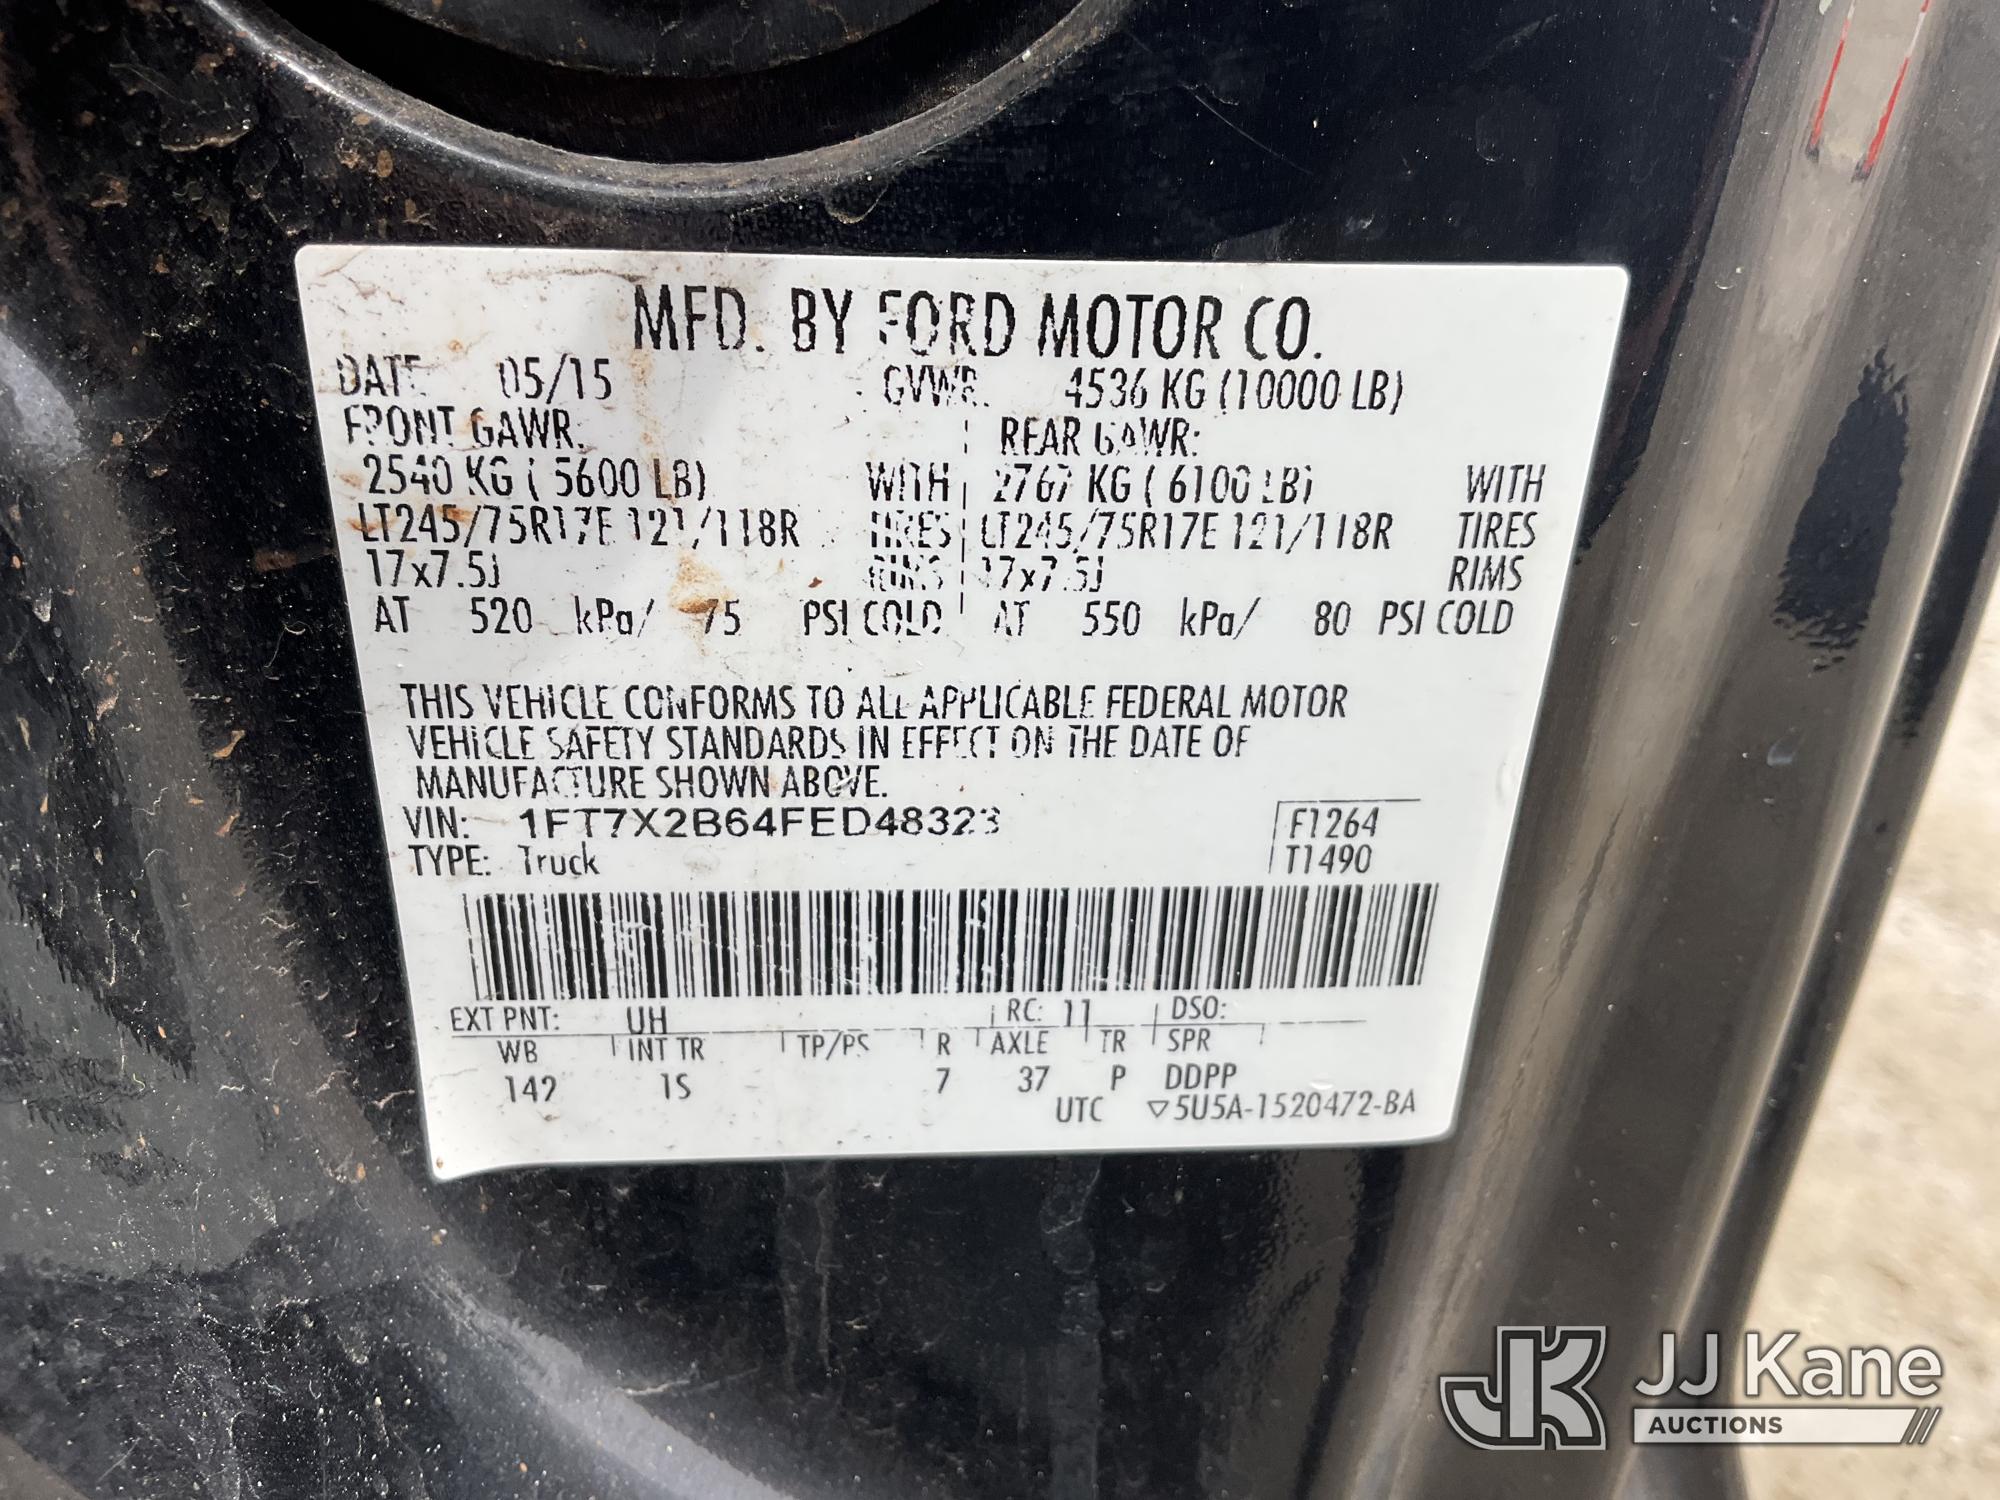 MFD. BY FORD MOTOR CO.
DATE: 05/15 GVWR: 4536 KG (10000 LB)
FRONT GAWR: REAR GAWR:
2540 KG ( 5600 LB) WITH 2767 KG ( 6100 LB) WITH
LT245/75R17E 121/118R TIRES LT245/75R17E 121/118R TIRES
17x7.5J RIMS 17x7.5J RIMS
AT 520 kPa/ 75 PSI COLD AT 550 kPa/ 80 PSI COLD
THIS VEHICLE CONFORMS TO ALL APPLICABLE FEDERAL MOTOR
VEHICLE SAFETY STANDARDS IN EFFECT ON THE DATE OF
MANUFACTURE SHOWN ABOVE.
VIN: 1FT7X2B64FED48323 F1264
TYPE: Truck T1490
EXT PNT: UH RC: 11 DSO:
WB INT TR TP/PS R AXLE TR SPR
142 1S 7 37 P DDPP
UTC ▽5U5A-1520472-BA
JK JJ Kane
AUCTIONS